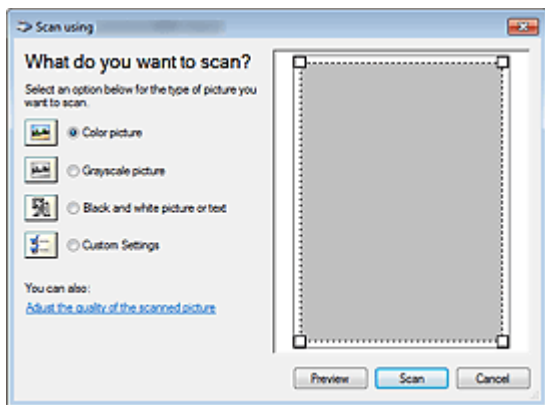 Scan using
What do you want to scan?
Select an option below for the type of picture you
want to scan.
Color picture
Grayscale picture
Black and white picture or text
Custom Settings
You can also:
Adjust the quality of the scanned picture
Preview
Scan
Cancel